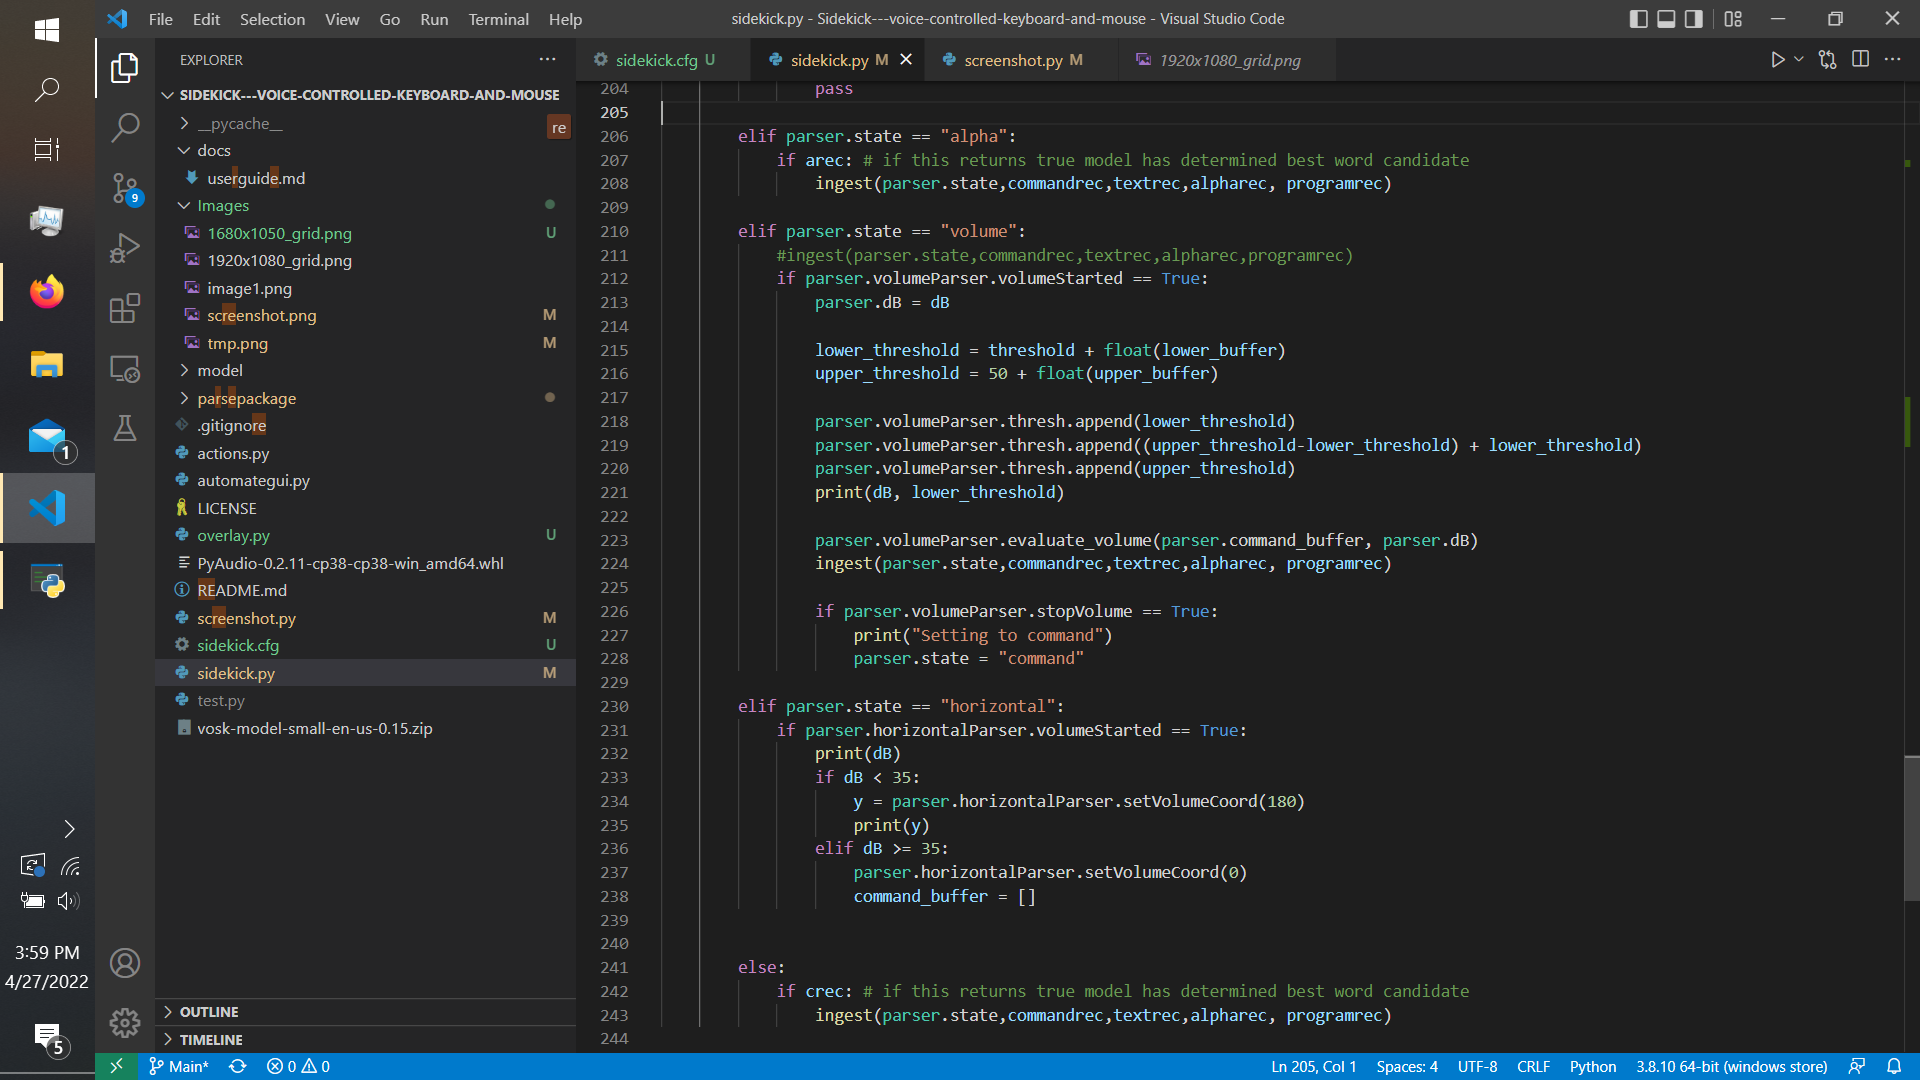 File Edit Selection View Go Run Terminal Help
sidekick.py - Sidekick---voice-controlled-keyboard-and-mouse - Visual Studio Code
EXPLORER
SIDEKICK---VOICE-CONTROLLED-KEYBOARD-AND-MOUSE
__pycache__
re
docs
userguide.md
Images
1680x1050_grid.png U
1920x1080_grid.png
image1.png
screenshot.png M
tmp.png M
model
parsepackage
.gitignore
actions.py
automategui.py
LICENSE
overlay.py U
PyAudio-0.2.11-cp38-cp38-win_amd64.whl
README.md
screenshot.py M
sidekick.cfg U
sidekick.py M
test.py
vosk-model-small-en-us-0.15.zip
OUTLINE
TIMELINE
9
1
3:59 PM
4/27/2022
5
sidekick.cfg U
sidekick.py M
screenshot.py M
1920x1080_grid.png
204 pass
205
206 elif parser.state == "alpha":
207 if arec: # if this returns true model has determined best word candidate
208 ingest(parser.state,commandrec,textrec,alpharec, programrec)
209
210 elif parser.state == "volume":
211 #ingest(parser.state,commandrec,textrec,alpharec,programrec)
212 if parser.volumeParser.volumeStarted == True:
213 parser.dB = dB
214
215 lower_threshold = threshold + float(lower_buffer)
216 upper_threshold = 50 + float(upper_buffer)
217
218 parser.volumeParser.thresh.append(lower_threshold)
219 parser.volumeParser.thresh.append((upper_threshold-lower_threshold) + lower_threshold)
220 parser.volumeParser.thresh.append(upper_threshold)
221 print(dB, lower_threshold)
222
223 parser.volumeParser.evaluate_volume(parser.command_buffer, parser.dB)
224 ingest(parser.state,commandrec,textrec,alpharec, programrec)
225
226 if parser.volumeParser.stopVolume == True:
227 print("Setting to command")
228 parser.state = "command"
229
230 elif parser.state == "horizontal":
231 if parser.horizontalParser.volumeStarted == True:
232 print(dB)
233 if dB < 35:
234 y = parser.horizontalParser.setVolumeCoord(180)
235 print(y)
236 elif dB >= 35:
237 parser.horizontalParser.setVolumeCoord(0)
238 command_buffer = []
239
240
241 else:
242 if crec: # if this returns true model has determined best word candidate
243 ingest(parser.state,commandrec,textrec,alpharec, programrec)
244
Main* 0 0
Ln 205, Col 1 Spaces: 4 UTF-8 CRLF Python 3.8.10 64-bit (windows store)